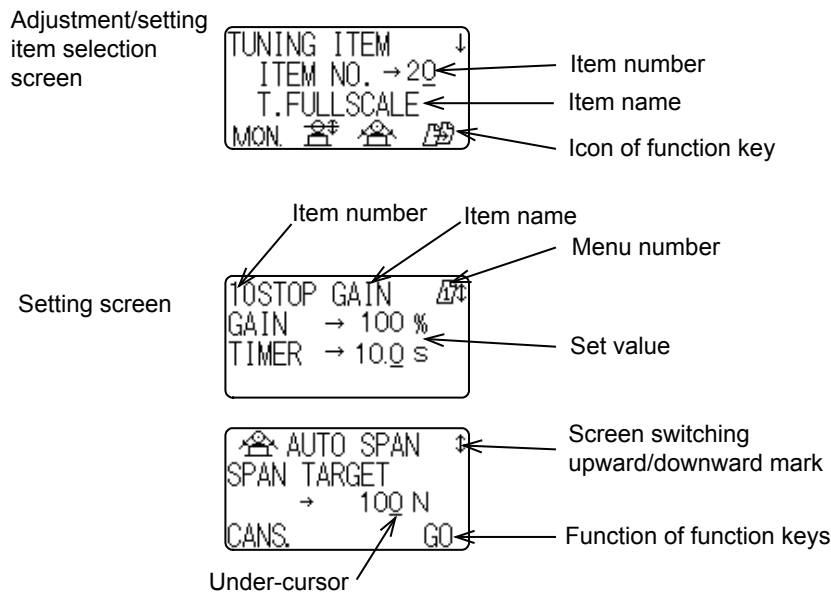 Adjustment/setting
item selection
screen
TUNING ITEM ↓
ITEM NO. →20
T.FULLSCALE
MON.
Item number
Item name
Icon of function key
Item number
Item name
Menu number
Setting screen
10STOP GAIN 1↕
GAIN → 100 %
TIMER → 10.0 s
Set value
AUTO SPAN ↕
SPAN TARGET
→ 100 N
CANS. GO
Screen switching
upward/downward mark
Function of function keys
Under-cursor